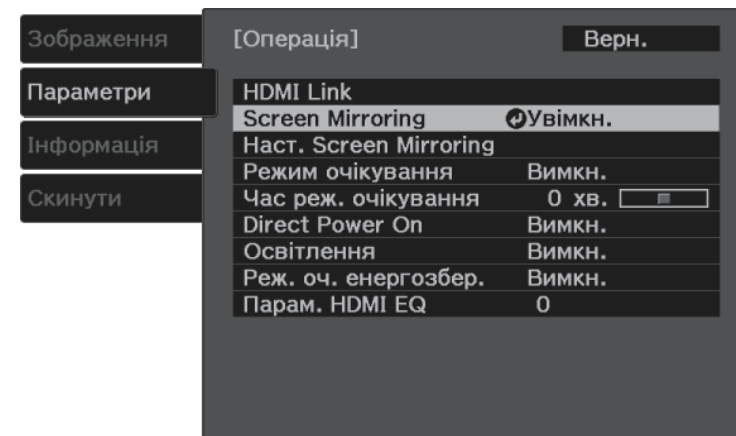 Зображення
Параметри
Інформація
Скинути
[Операція] Верн.
HDMI Link
Screen Mirroring Увімкн.
Наст. Screen Mirroring
Режим очікування Вимкн.
Час реж. очікування 0 хв.
Direct Power On Вимкн.
Освітлення Вимкн.
Реж. оч. енергозбер. Вимкн.
Парам. HDMI EQ 0